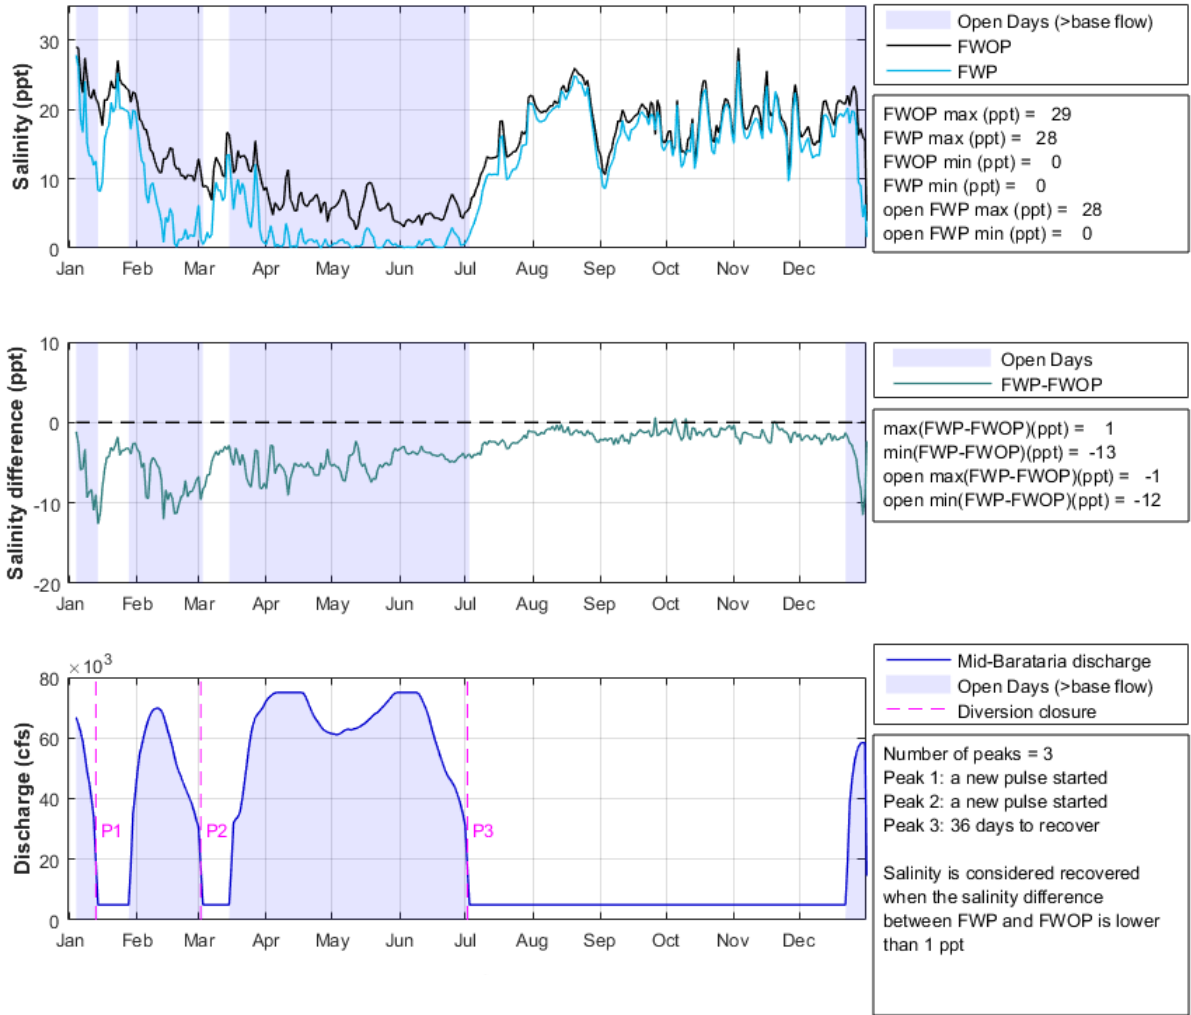 Salinity (ppt)
30
20
10
0
Jan Feb Mar Apr May Jun Jul Aug Sep Oct Nov Dec
Open Days (>base flow)
FWOP
FWP
FWOP max (ppt) = 29
FWP max (ppt) = 28
FWOP min (ppt) = 0
FWP min (ppt) = 0
open FWP max (ppt) = 28
open FWP min (ppt) = 0
Salinity difference (ppt)
10
0
-10
-20
Jan Feb Mar Apr May Jun Jul Aug Sep Oct Nov Dec
Open Days
FWP-FWOP
max(FWP-FWOP)(ppt) = 1
min(FWP-FWOP)(ppt) = -13
open max(FWP-FWOP)(ppt) = -1
open min(FWP-FWOP)(ppt) = -12
Discharge (cfs)
×10³
80
60
40
20
0
P1
P2
P3
Jan Feb Mar Apr May Jun Jul Aug Sep Oct Nov Dec
Mid-Barataria discharge
Open Days (>base flow)
Diversion closure
Number of peaks = 3
Peak 1: a new pulse started
Peak 2: a new pulse started
Peak 3: 36 days to recover
Salinity is considered recovered
when the salinity difference
between FWP and FWOP is lower
than 1 ppt